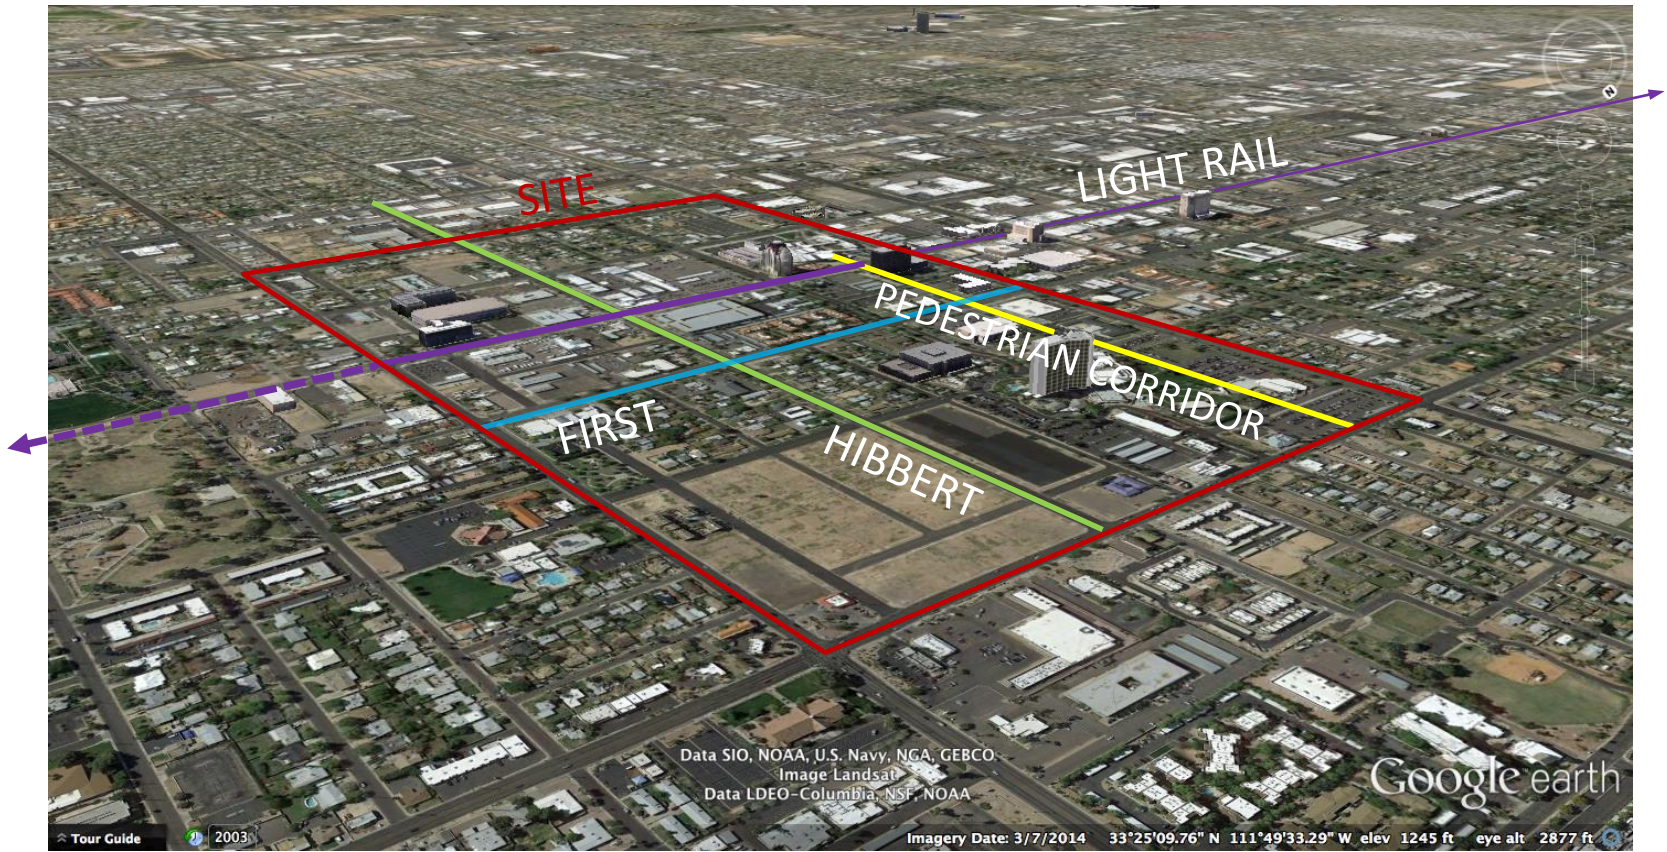 N
LIGHT RAIL
SITE
PEDESTRIAN CORRIDOR
FIRST
HIBBERT
Data SIO, NOAA, U.S. Navy, NGA, GEBCO
Image Landsat
Data LDEO-Columbia, NSF, NOAA
Google earth
Tour Guide
2003
Imagery Date: 3/7/2014 33°25'09.76" N 111°49'33.29" W elev 1245 ft eye alt 2877 ft